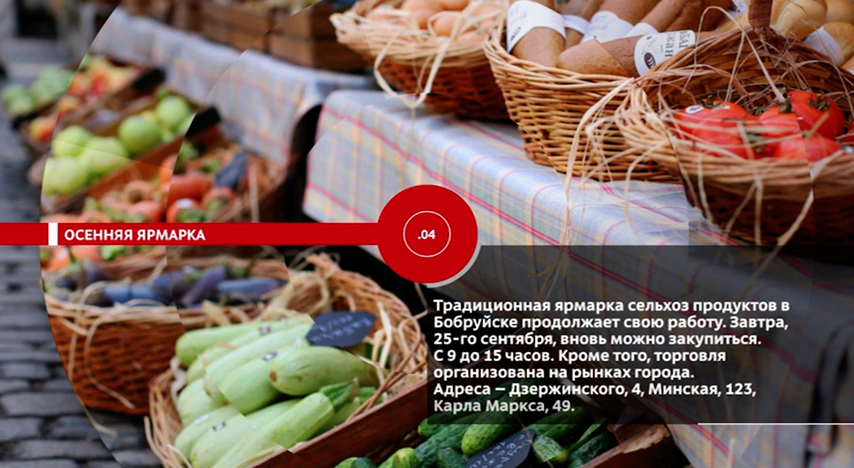 ОСЕННЯЯ ЯРМАРКА
.04
Традиционная ярмарка сельхоз продуктов в
Бобруйске продолжает свою работу. Завтра,
25-го сентября, вновь можно закупиться.
С 9 до 15 часов. Кроме того, торговля
организована на рынках города.
Адреса – Дзержинского, 4, Минская, 123,
Карла Маркса, 49.